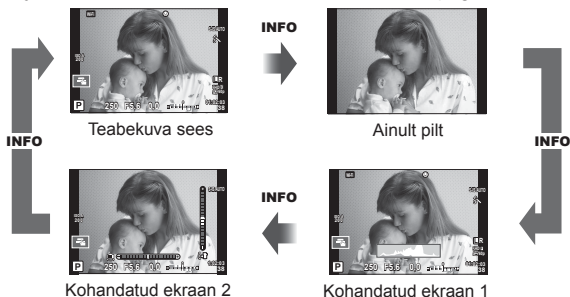 INFO
Teabekuva sees
Ainult pilt
INFO
INFO
P 250 F5.6 0.0
38
INFO
P 250 F5.6 0.0
38
P 250 F5.6 0.0
38
Kohandatud ekraan 2
Kohandatud ekraan 1